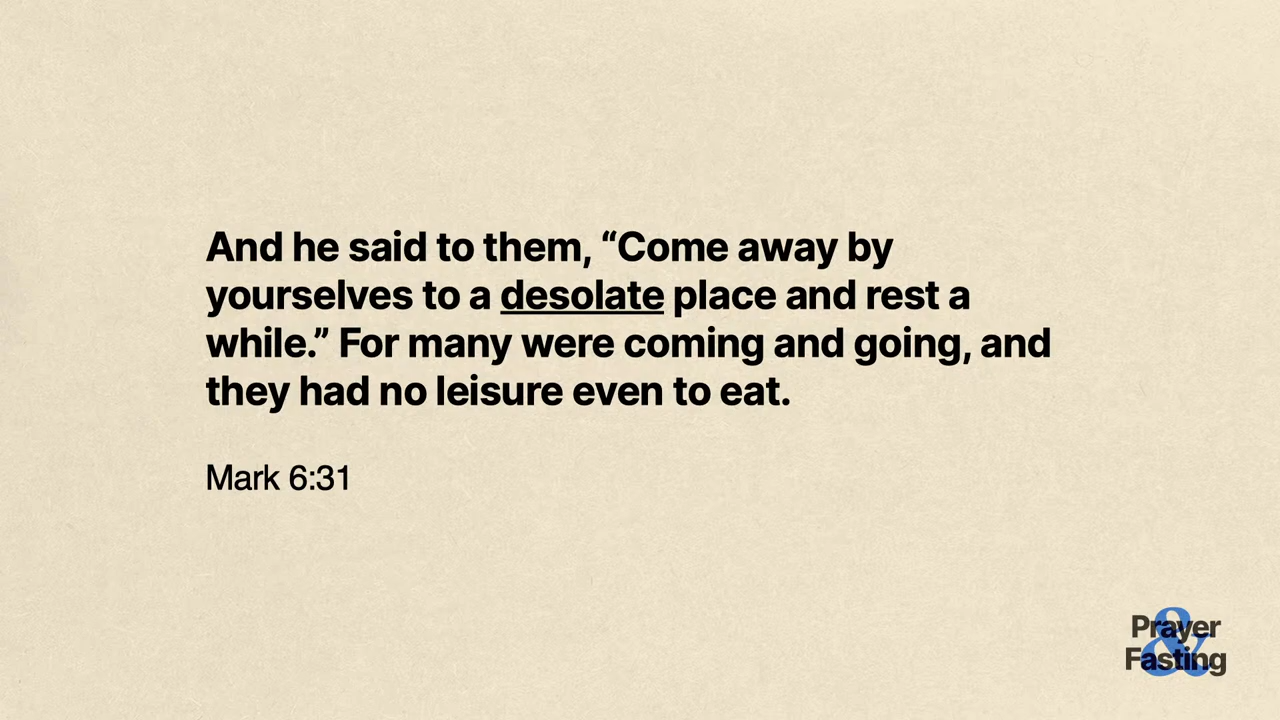 And he said to them, “Come away by
yourselves to a desolate place and rest a
while.” For many were coming and going, and
they had no leisure even to eat.
Mark 6:31
Prayer
&
Fasting